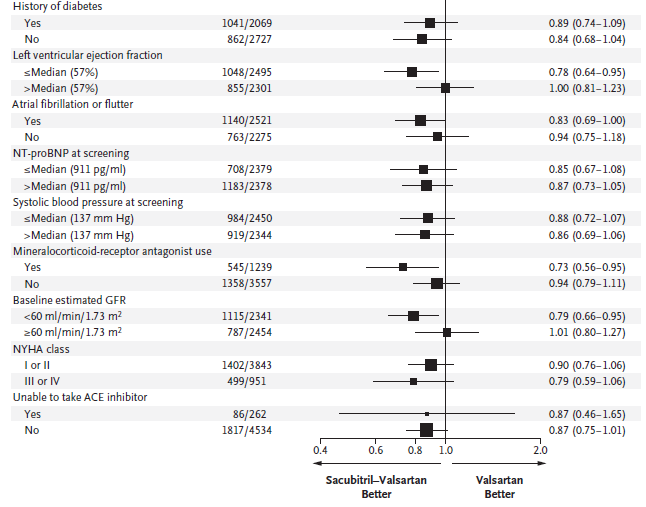 History of diabetes
Yes 1041/2069 0.89 (0.74–1.09)
No 862/2727 0.84 (0.68–1.04)
Left ventricular ejection fraction
≤Median (57%) 1048/2495 0.78 (0.64–0.95)
>Median (57%) 855/2301 1.00 (0.81–1.23)
Atrial fibrillation or flutter
Yes 1140/2521 0.83 (0.69–1.00)
No 763/2275 0.94 (0.75–1.18)
NT-proBNP at screening
≤Median (911 pg/ml) 708/2379 0.85 (0.67–1.08)
>Median (911 pg/ml) 1183/2378 0.87 (0.73–1.05)
Systolic blood pressure at screening
≤Median (137 mm Hg) 984/2450 0.88 (0.72–1.07)
>Median (137 mm Hg) 919/2344 0.86 (0.69–1.06)
Mineralocorticoid-receptor antagonist use
Yes 545/1239 0.73 (0.56–0.95)
No 1358/3557 0.94 (0.79–1.11)
Baseline estimated GFR
<60 ml/min/1.73 m² 1115/2341 0.79 (0.66–0.95)
≥60 ml/min/1.73 m² 787/2454 1.01 (0.80–1.27)
NYHA class
I or II 1402/3843 0.90 (0.76–1.06)
III or IV 499/951 0.79 (0.59–1.06)
Unable to take ACE inhibitor
Yes 86/262 0.87 (0.46–1.65)
No 1817/4534 0.87 (0.75–1.01)
0.4 0.6 0.8 1.0 2.0
Sacubitril–Valsartan Valsartan
Better Better